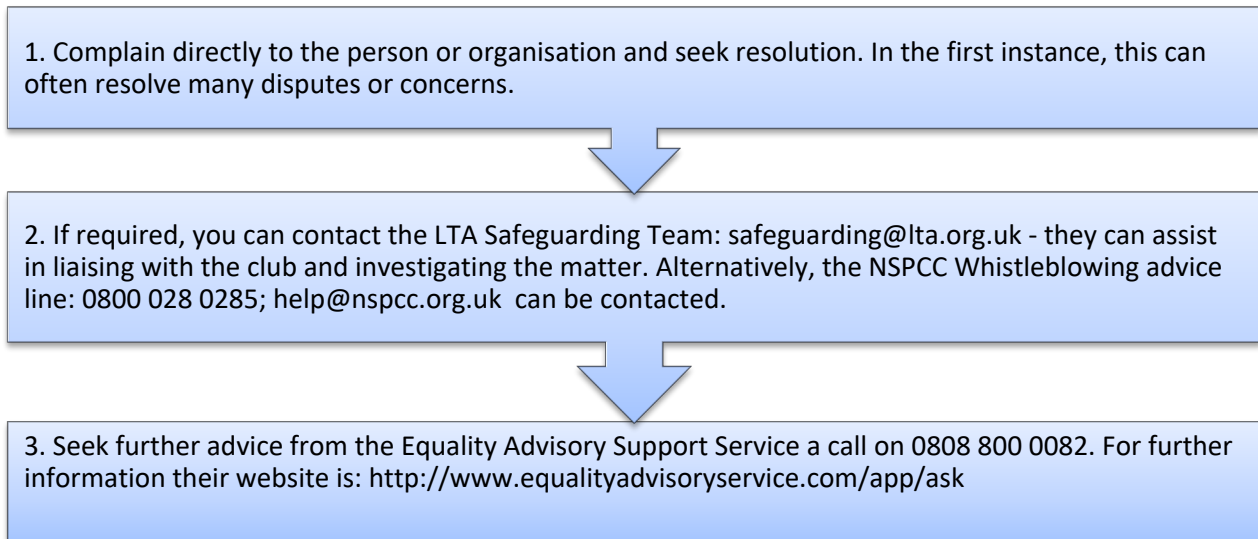 1. Complain directly to the person or organisation and seek resolution. In the first instance, this can
often resolve many disputes or concerns.
2. If required, you can contact the LTA Safeguarding Team: safeguarding@lta.org.uk - they can assist
in liaising with the club and investigating the matter. Alternatively, the NSPCC Whistleblowing advice
line: 0800 028 0285; help@nspcc.org.uk  can be contacted.
3. Seek further advice from the Equality Advisory Support Service a call on 0808 800 0082. For further
information their website is: http://www.equalityadvisoryservice.com/app/ask